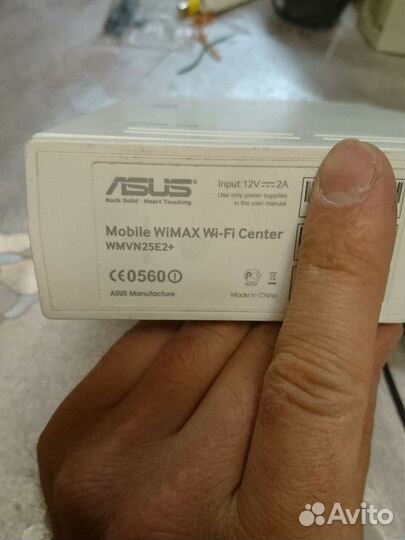 ASUS
Rock Solid · Heart Touching
Input: 12V⎓2A
Use only power supplies
in the user manual
Mobile WiMAX Wi-Fi Center
WMVN25E2+
CE0560
ASUS Manufacture
Made in China
Avito